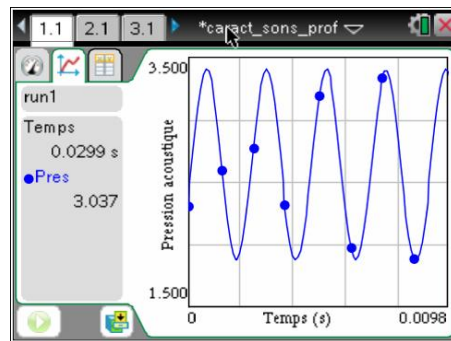 1.1 2.1 3.1 *caract_sons_prof
run1
Temps
0.0299 s
Pres
3.037
3.500
Pression acoustique
1.500
0 Temps (s) 0.0098